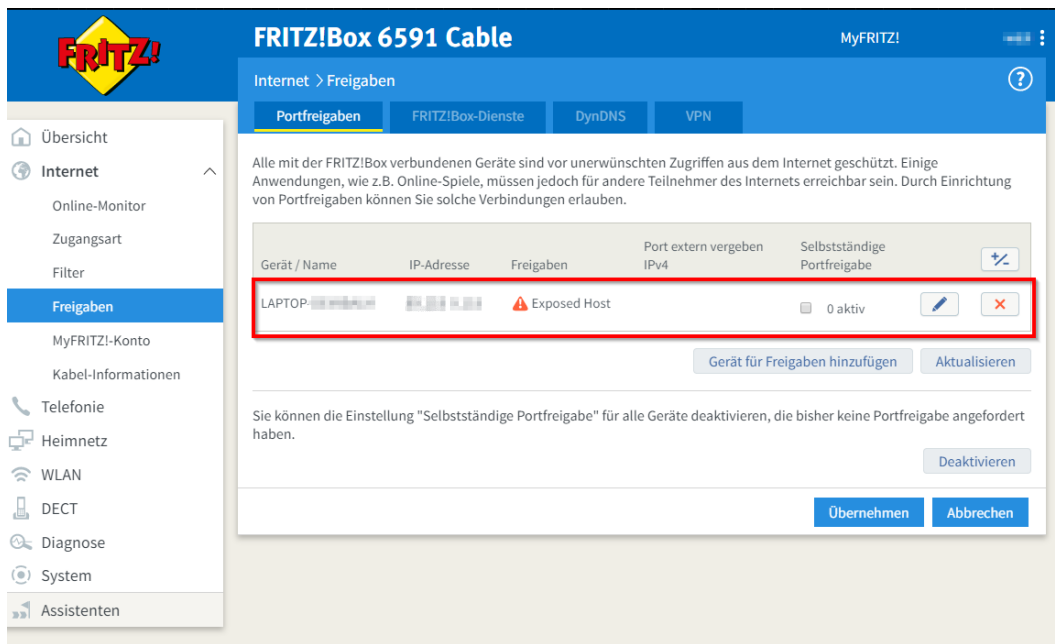 FRITZ!
FRITZ!Box 6591 Cable
MyFRITZ!
Internet > Freigaben
?
Portfreigaben
FRITZ!Box-Dienste
DynDNS
VPN
Übersicht
Internet
Online-Monitor
Zugangsart
Filter
Freigaben
MyFRITZ!-Konto
Kabel-Informationen
Telefonie
Heimnetz
WLAN
DECT
Diagnose
System
Assistenten
Alle mit der FRITZ!Box verbundenen Geräte sind vor unerwünschten Zugriffen aus dem Internet geschützt. Einige
Anwendungen, wie z.B. Online-Spiele, müssen jedoch für andere Teilnehmer des Internets erreichbar sein. Durch Einrichtung
von Portfreigaben können Sie solche Verbindungen erlauben.
Gerät / Name
IP-Adresse
Freigaben
Port extern vergeben
IPv4
Selbstständige
Portfreigabe
LAPTOP-
Exposed Host
0 aktiv
Gerät für Freigaben hinzufügen
Aktualisieren
Sie können die Einstellung "Selbstständige Portfreigabe" für alle Geräte deaktivieren, die bisher keine Portfreigabe angefordert
haben.
Deaktivieren
Übernehmen
Abbrechen